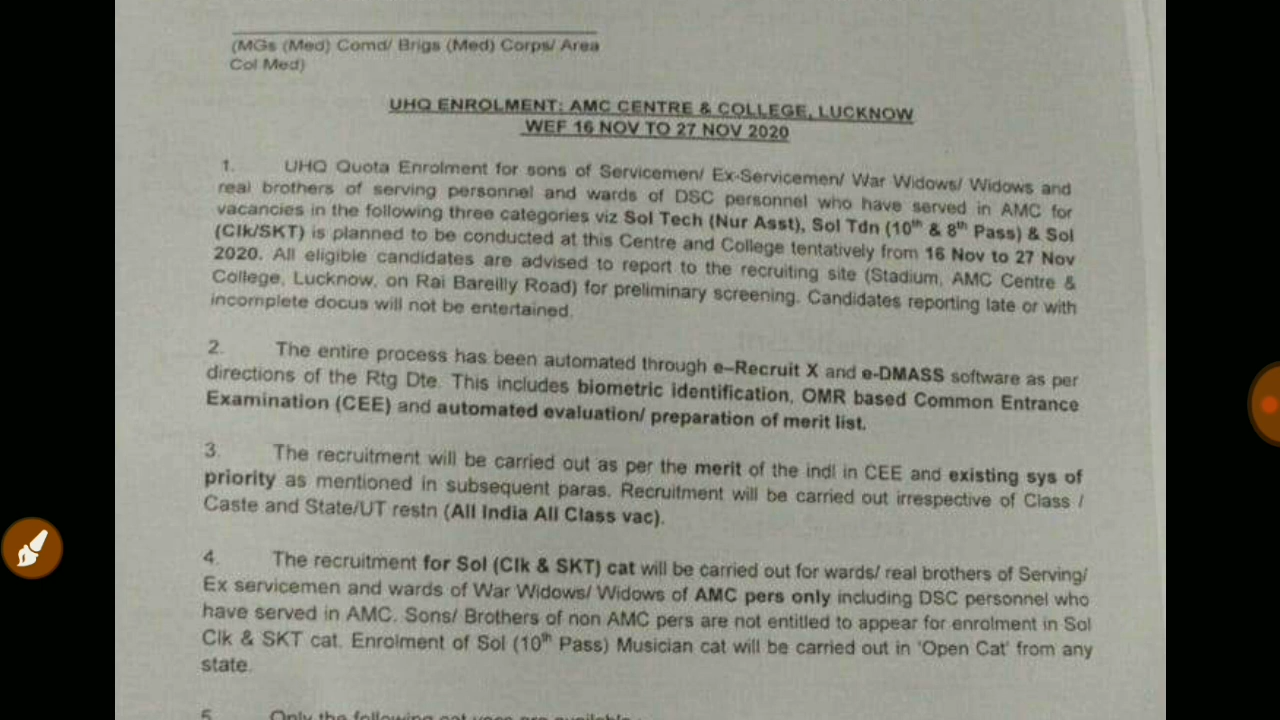 (MGs (Med) Comd/ Brigs (Med) Corps/ Area
Col Med)
UHQ ENROLMENT: AMC CENTRE & COLLEGE, LUCKNOW
WEF 16 NOV TO 27 NOV 2020
1. UHQ Quota Enrolment for sons of Servicemen/ Ex-Servicemen/ War Widows/ Widows and
real brothers of serving personnel and wards of DSC personnel who have served in AMC for
vacancies in the following three categories viz Sol Tech (Nur Asst), Sol Tdn (10th & 8th Pass) & Sol
(Clk/SKT) is planned to be conducted at this Centre and College tentatively from 16 Nov to 27 Nov
2020. All eligible candidates are advised to report to the recruiting site (Stadium, AMC Centre &
College, Lucknow, on Rai Bareilly Road) for preliminary screening. Candidates reporting late or with
incomplete docus will not be entertained.
2. The entire process has been automated through e–Recruit X and e-DMASS software as per
directions of the Rtg Dte. This includes biometric identification, OMR based Common Entrance
Examination (CEE) and automated evaluation/ preparation of merit list.
3. The recruitment will be carried out as per the merit of the indl in CEE and existing sys of
priority as mentioned in subsequent paras. Recruitment will be carried out irrespective of Class /
Caste and State/UT restn (All India All Class vac).
4. The recruitment for Sol (Clk & SKT) cat will be carried out for wards/ real brothers of Serving/
Ex servicemen and wards of War Widows/ Widows of AMC pers only including DSC personnel who
have served in AMC. Sons/ Brothers of non AMC pers are not entitled to appear for enrolment in Sol
Clk & SKT cat. Enrolment of Sol (10th Pass) Musician cat will be carried out in 'Open Cat' from any
state.
5. Only the following cat vacs are available